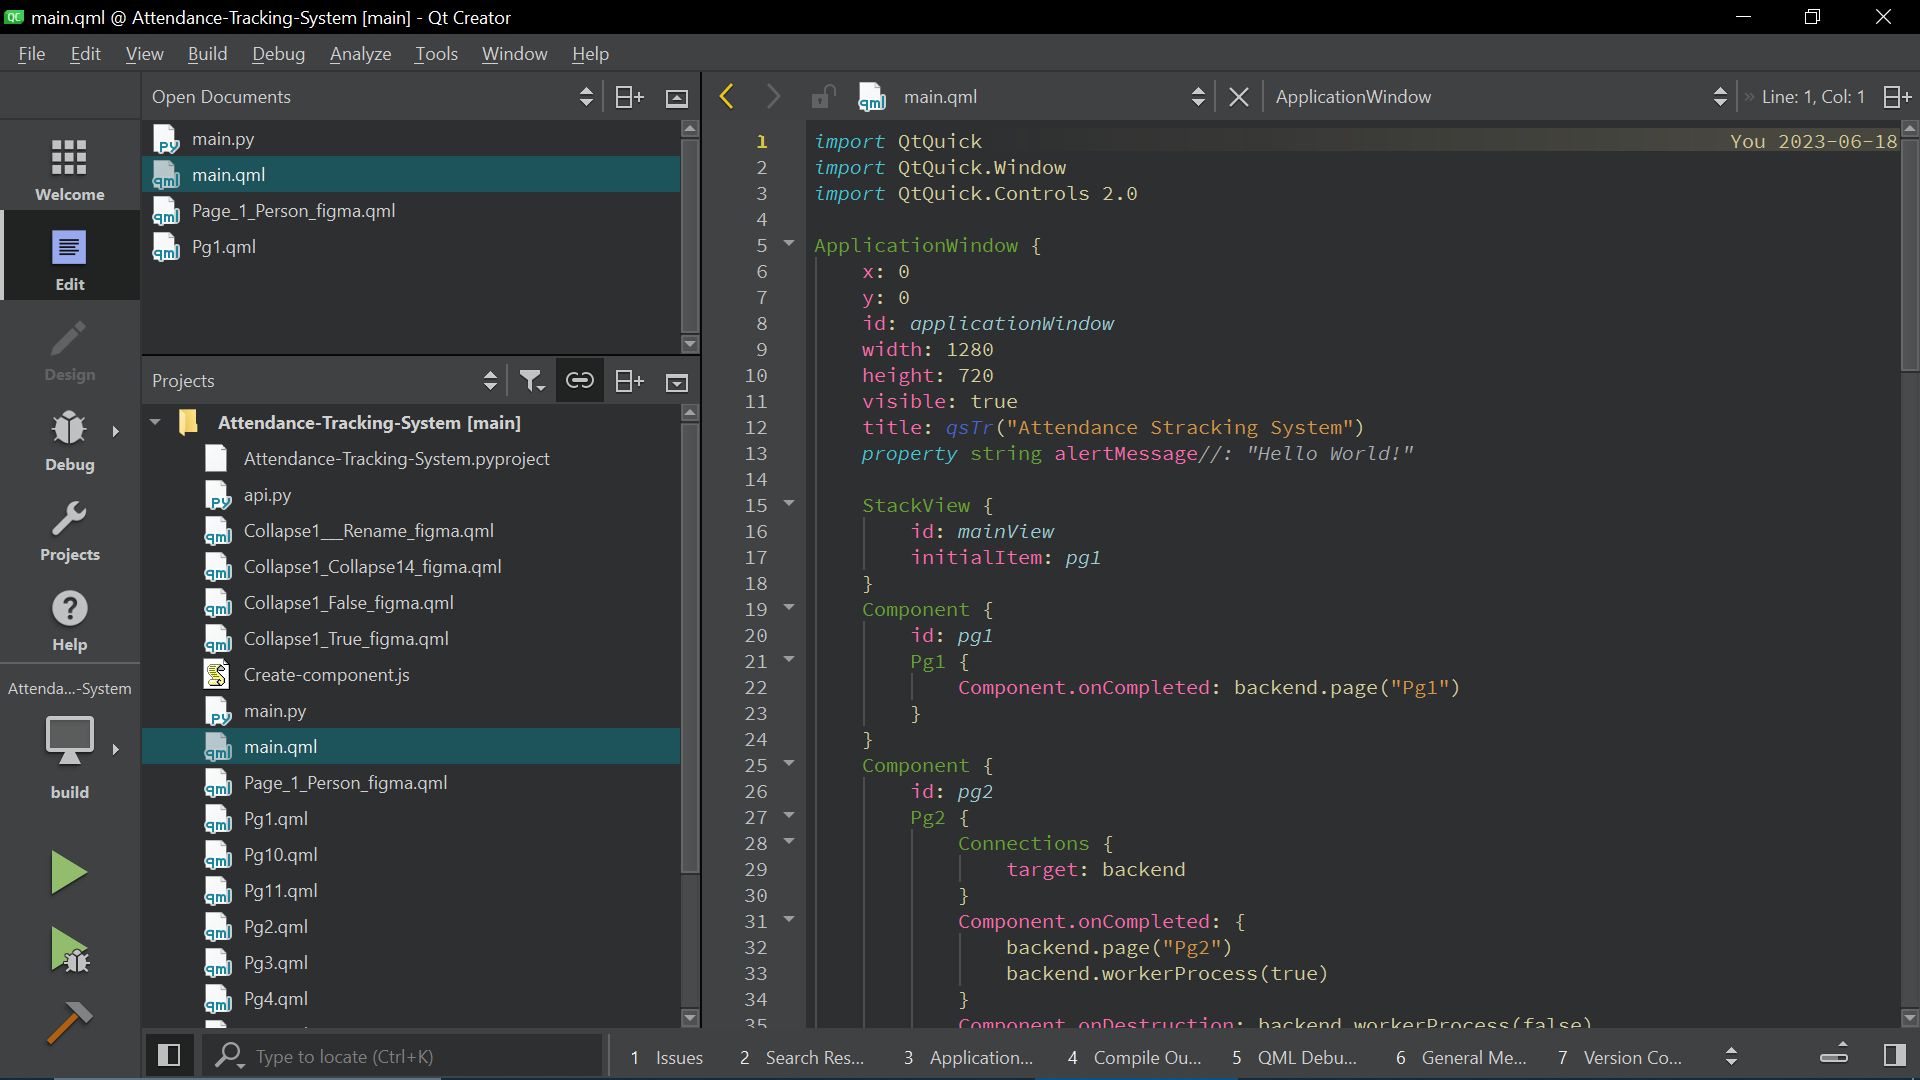 main.qml @ Attendance-Tracking-System [main] - Qt Creator
File Edit View Build Debug Analyze Tools Window Help
Open Documents
main.qml
ApplicationWindow
» Line: 1, Col: 1
main.py
main.qml
Page_1_Person_figma.qml
Pg1.qml
Welcome
Edit
Design
Debug
Projects
Help
Attenda...-System
build
Projects
Attendance-Tracking-System [main]
Attendance-Tracking-System.pyproject
api.py
Collapse1___Rename_figma.qml
Collapse1_Collapse14_figma.qml
Collapse1_False_figma.qml
Collapse1_True_figma.qml
Create-component.js
main.py
main.qml
Page_1_Person_figma.qml
Pg1.qml
Pg10.qml
Pg11.qml
Pg2.qml
Pg3.qml
Pg4.qml
1 import QtQuick You 2023-06-18
2 import QtQuick.Window
3 import QtQuick.Controls 2.0
4
5 ApplicationWindow {
6 x: 0
7 y: 0
8 id: applicationWindow
9 width: 1280
10 height: 720
11 visible: true
12 title: qsTr("Attendance Stracking System")
13 property string alertMessage//: "Hello World!"
14
15 StackView {
16 id: mainView
17 initialItem: pg1
18 }
19 Component {
20 id: pg1
21 Pg1 {
22 Component.onCompleted: backend.page("Pg1")
23 }
24 }
25 Component {
26 id: pg2
27 Pg2 {
28 Connections {
29 target: backend
30 }
31 Component.onCompleted: {
32 backend.page("Pg2")
33 backend.workerProcess(true)
34 }
35 Component.onDestruction: backend.workerProcess(false)
Type to locate (Ctrl+K)
1 Issues 2 Search Res... 3 Application... 4 Compile Ou... 5 QML Debu... 6 General Me... 7 Version Co...